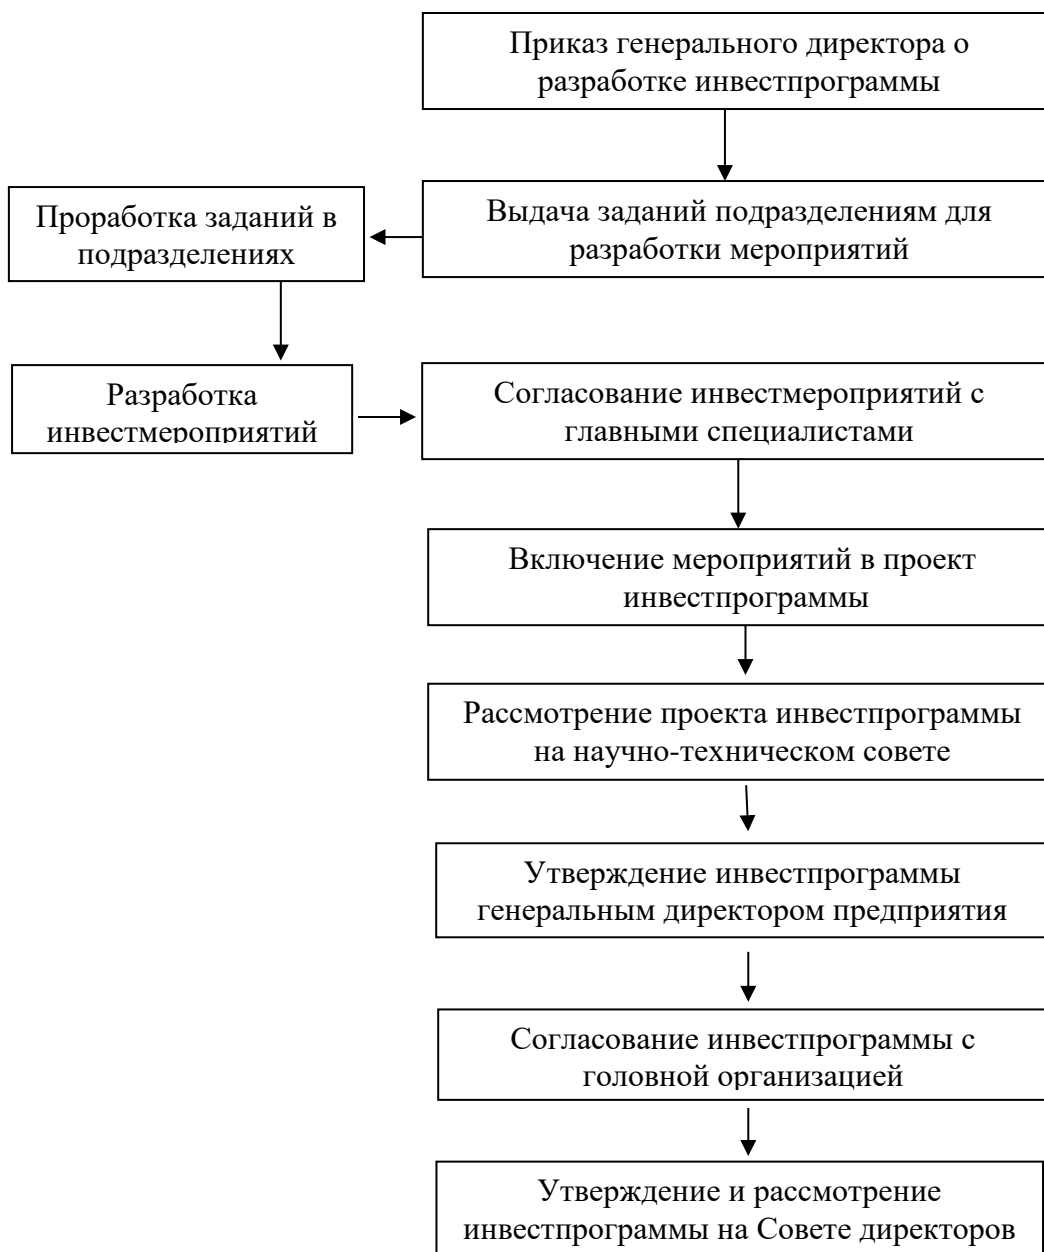 Приказ генерального директора о
разработке инвестпрограммы
Выдача заданий подразделениям для
разработки мероприятий
Проработка заданий в
подразделениях
Разработка
инвестмероприятий
Согласование инвестмероприятий с
главными специалистами
Включение мероприятий в проект
инвестпрограммы
Рассмотрение проекта инвестпрограммы
на научно-техническом совете
Утверждение инвестпрограммы
генеральным директором предприятия
Согласование инвестпрограммы с
головной организацией
Утверждение и рассмотрение
инвестпрограммы на Совете директоров